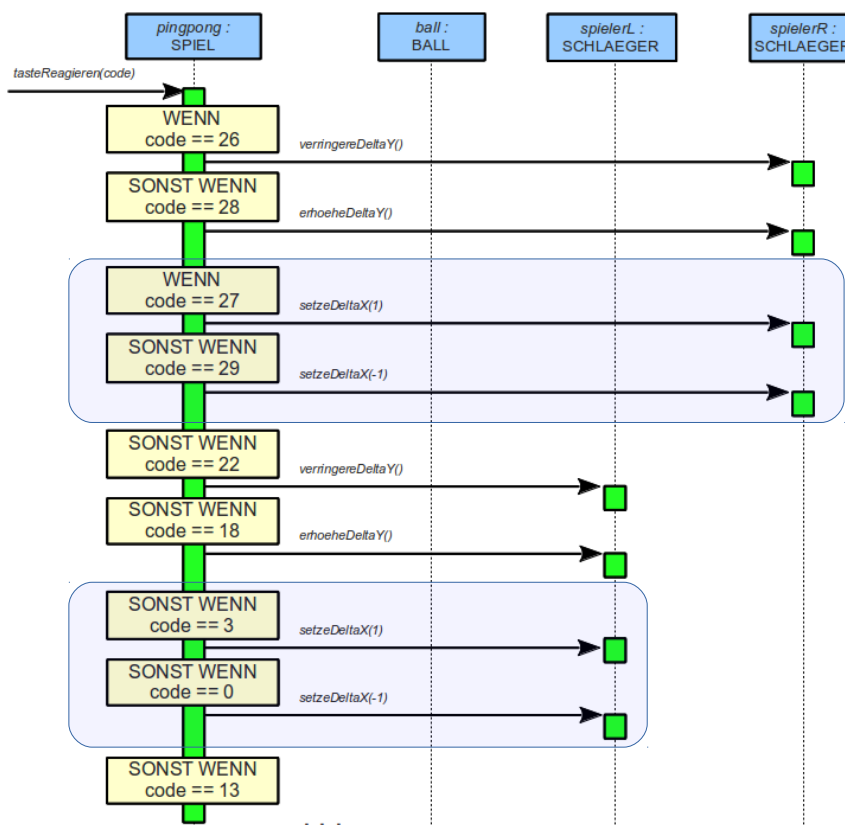 pingpong :
SPIEL
ball :
BALL
spielerL :
SCHLAEGER
spielerR :
SCHLAEGER
tasteReagieren(code)
WENN
code == 26
verringereDeltaY()
SONST WENN
code == 28
erhoeheDeltaY()
WENN
code == 27
setzeDeltaX(1)
SONST WENN
code == 29
setzeDeltaX(-1)
SONST WENN
code == 22
verringereDeltaY()
SONST WENN
code == 18
erhoeheDeltaY()
SONST WENN
code == 3
setzeDeltaX(1)
SONST WENN
code == 0
setzeDeltaX(-1)
SONST WENN
code == 13
...